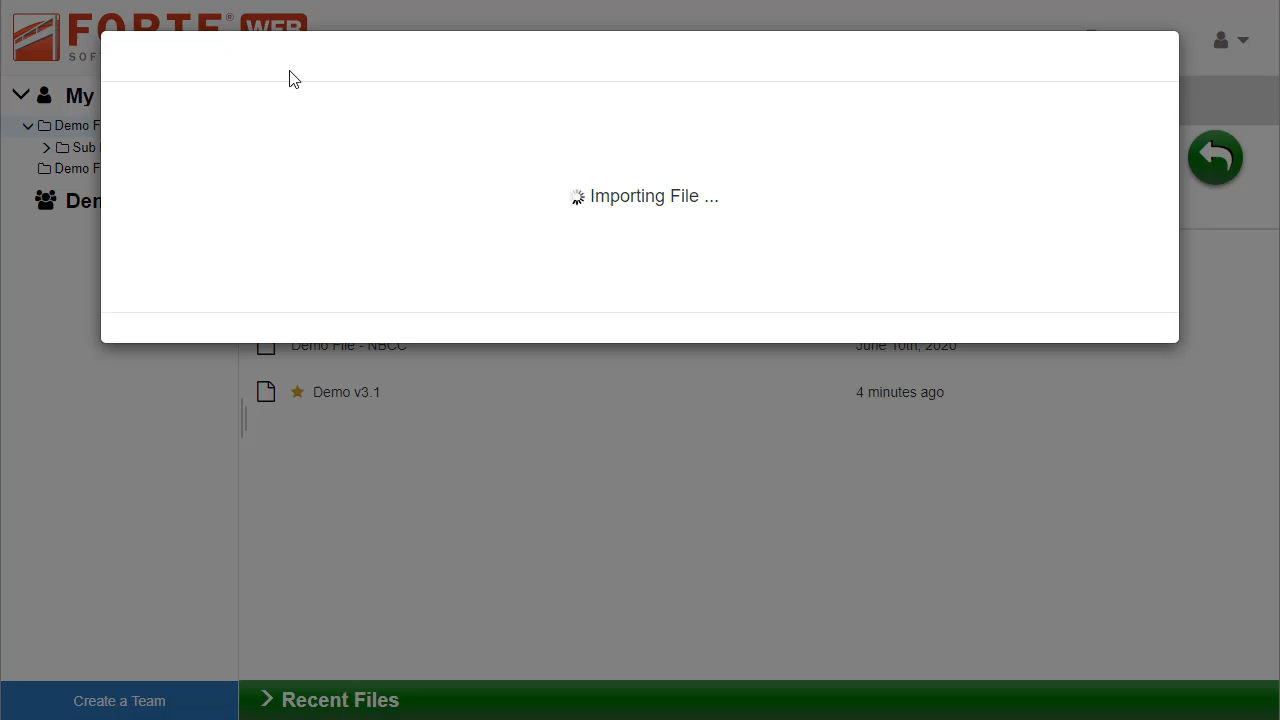 FORTE® WEB
SOF
My
Demo F
Sub
Demo F
Den
Importing File ...
Demo File - NBCC June 10th, 2020
Demo v3.1 4 minutes ago
Create a Team
Recent Files